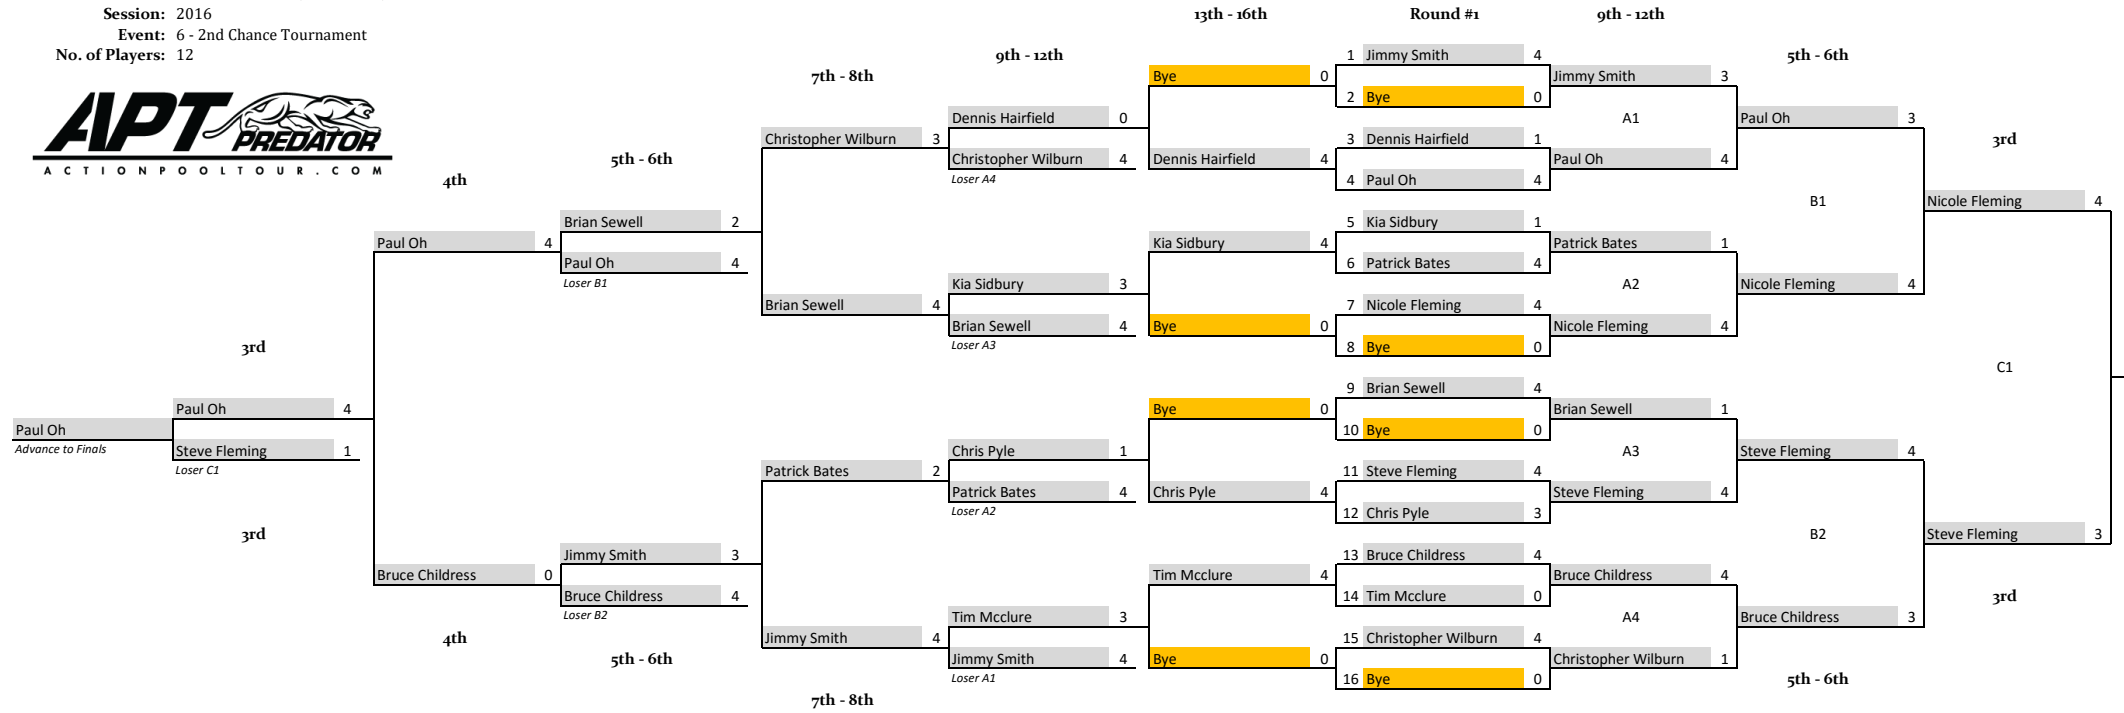 Session: 2016
Event: 6 - 2nd Chance Tournament
No. of Players: 12
APT
PREDATOR
ACTIONPOOLTOUR.COM
3rd
Paul Oh
Advance to Finals
Paul Oh 4
Steve Fleming 1
Loser C1
3rd
4th
Paul Oh 4
Bruce Childress 0
4th
5th - 6th
Brian Sewell 2
Paul Oh 4
Loser B1
Jimmy Smith 3
Bruce Childress 4
Loser B2
5th - 6th
7th - 8th
Christopher Wilburn 3
Brian Sewell 4
Patrick Bates 2
Jimmy Smith 4
7th - 8th
9th - 12th
Dennis Hairfield 0
Christopher Wilburn 4
Loser A4
Kia Sidbury 3
Brian Sewell 4
Loser A3
Chris Pyle 1
Patrick Bates 4
Loser A2
Tim Mcclure 3
Jimmy Smith 4
Loser A1
13th - 16th
Bye 0
Dennis Hairfield 4
Kia Sidbury 4
Bye 0
Bye 0
Chris Pyle 4
Tim Mcclure 4
Bye 0
Round #1
1 Jimmy Smith 4
2 Bye 0
3 Dennis Hairfield 1
4 Paul Oh 4
5 Kia Sidbury 1
6 Patrick Bates 4
7 Nicole Fleming 4
8 Bye 0
9 Brian Sewell 4
10 Bye 0
11 Steve Fleming 4
12 Chris Pyle 3
13 Bruce Childress 4
14 Tim Mcclure 0
15 Christopher Wilburn 4
16 Bye 0
9th - 12th
Jimmy Smith 3
A1
Paul Oh 4
Patrick Bates 1
A2
Nicole Fleming 4
Brian Sewell 1
A3
Steve Fleming 4
Bruce Childress 4
A4
Christopher Wilburn 1
5th - 6th
Paul Oh 3
B1
Nicole Fleming 4
Steve Fleming 4
B2
Bruce Childress 3
5th - 6th
3rd
Nicole Fleming 4
C1
Steve Fleming 3
3rd